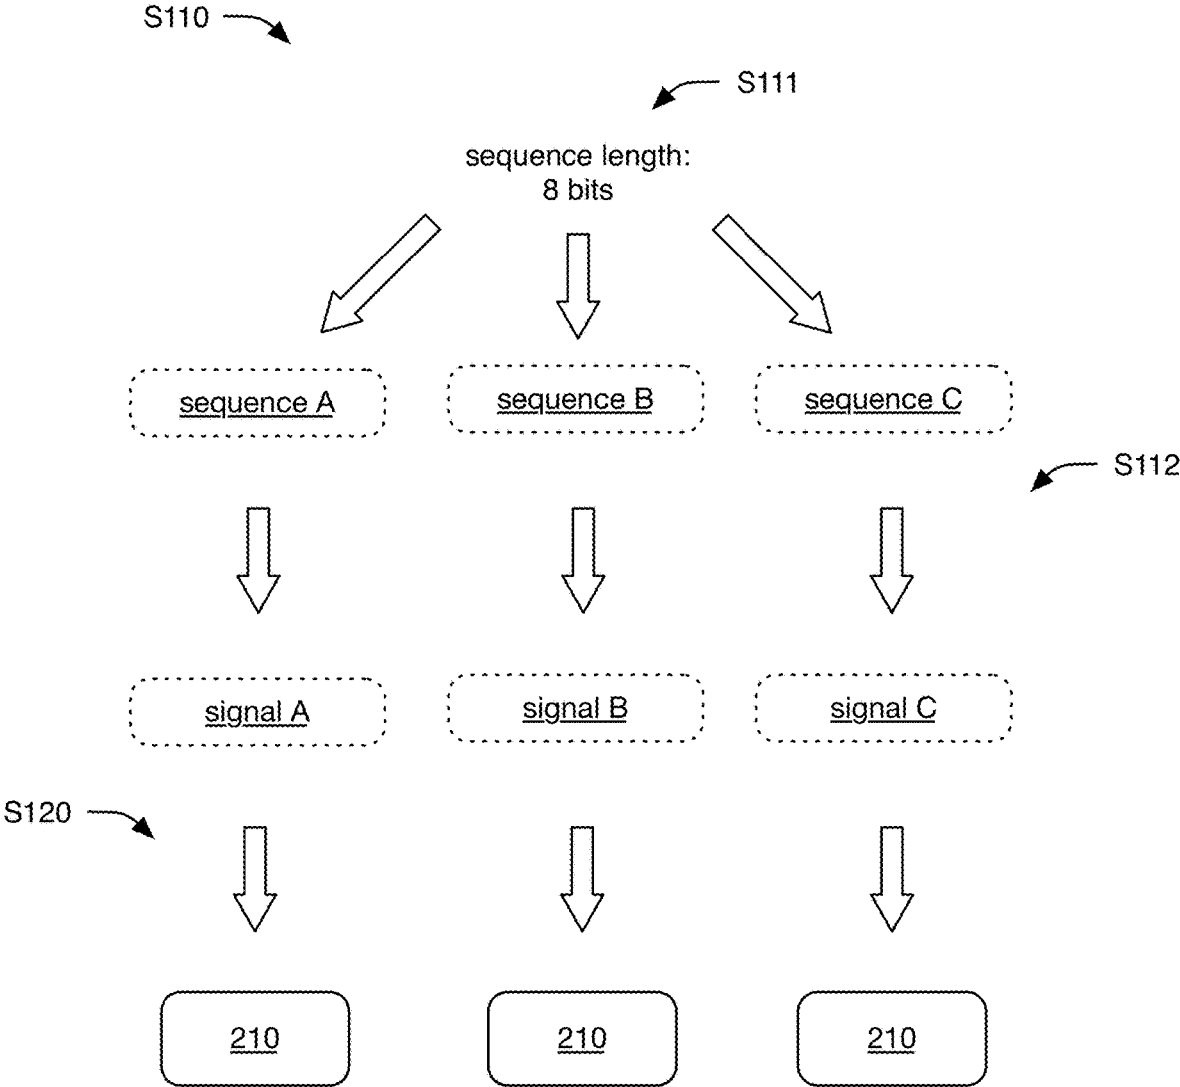 S110
S111
sequence length:
8 bits
sequence A
sequence B
sequence C
S112
signal A
signal B
signal C
S120
210
210
210